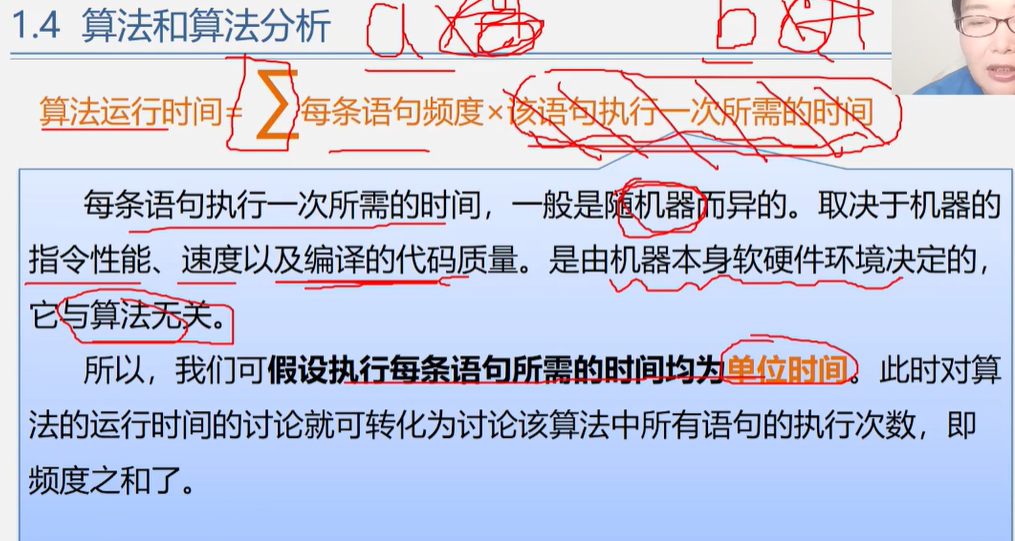 1.4 算法和算法分析
算法运行时间=∑每条语句频度×该语句执行一次所需的时间
每条语句执行一次所需的时间，一般是随机器而异的。取决于机器的
指令性能、速度以及编译的代码质量。是由机器本身软硬件环境决定的，
它与算法无关。
所以，我们可假设执行每条语句所需的时间均为单位时间。此时对算
法的运行时间的讨论就可转化为讨论该算法中所有语句的执行次数，即
频度之和了。